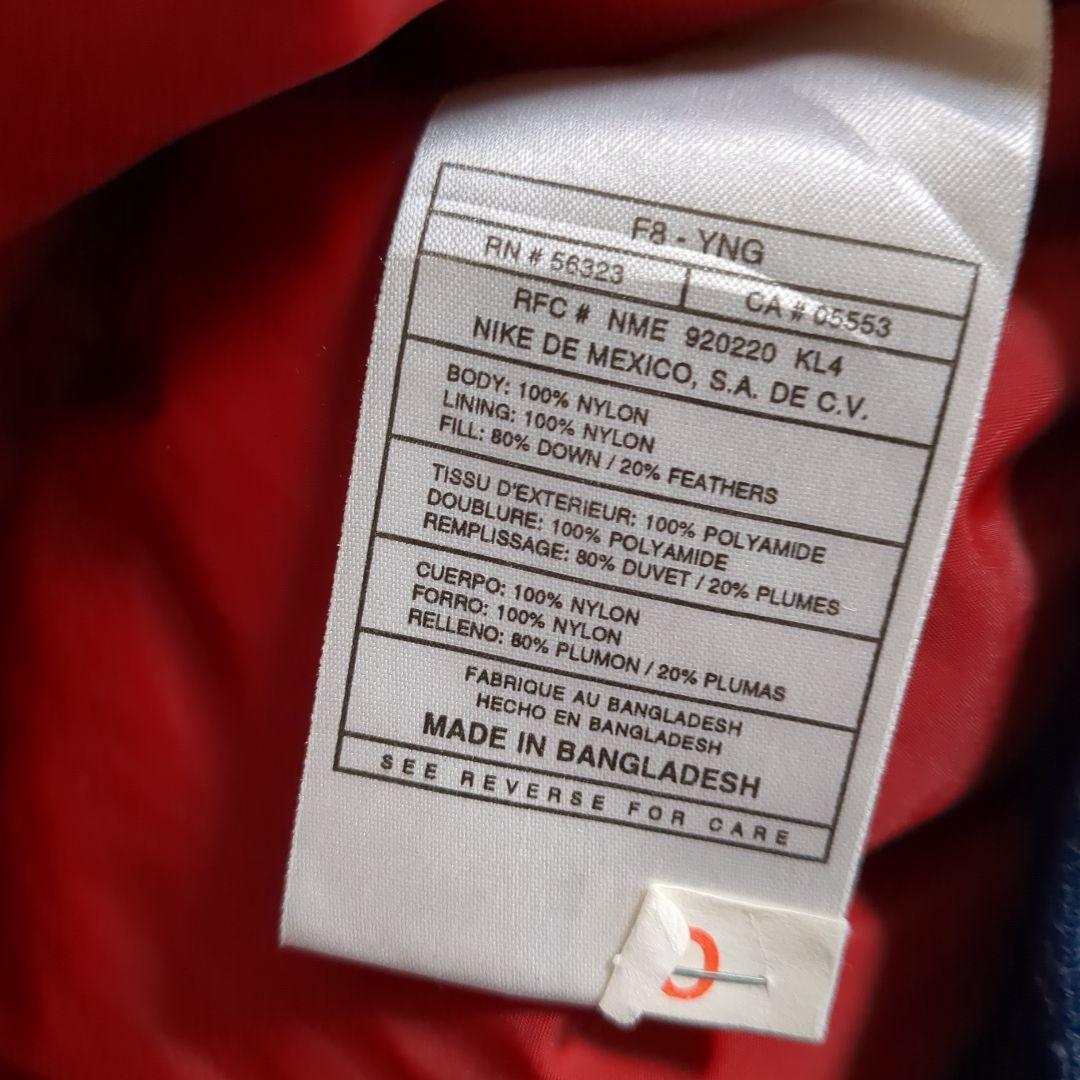 F8 - YNG
RN # 56323
CA # 05553
RFC # NME 920220 KL4
NIKE DE MEXICO, S.A. DE C.V.
BODY: 100% NYLON
LINING: 100% NYLON
FILL: 80% DOWN / 20% FEATHERS
TISSU D'EXTERIEUR: 100% POLYAMIDE
DOUBLURE: 100% POLYAMIDE
REMPLISSAGE: 80% DUVET / 20% PLUMES
CUERPO: 100% NYLON
FORRO: 100% NYLON
RELLENO: 80% PLUMON / 20% PLUMAS
FABRIQUE AU BANGLADESH
HECHO EN BANGLADESH
MADE IN BANGLADESH
SEE REVERSE FOR CARE